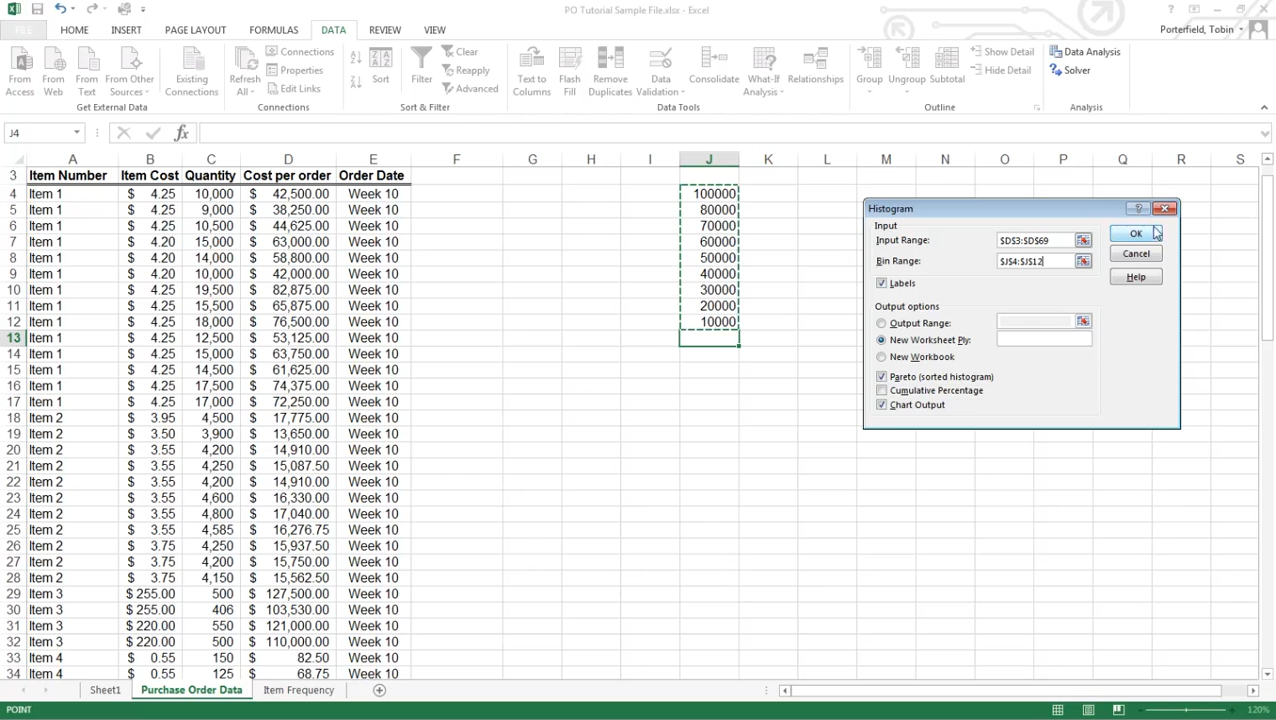 PO Tutorial Sample File.xlsx - Excel
FILE HOME INSERT PAGE LAYOUT FORMULAS DATA REVIEW VIEW Porterfield, Tobin
From Access
From Web
From Text
From Other Sources
Existing Connections
Get External Data
Refresh All
Connections
Properties
Edit Links
Connections
Sort
Filter
Clear
Reapply
Advanced
Sort & Filter
Text to Columns
Flash Fill
Remove Duplicates
Data Validation
Consolidate
What-If Analysis
Relationships
Data Tools
Group
Ungroup
Subtotal
Show Detail
Hide Detail
Outline
Data Analysis
Solver
Analysis
J4 fx
A B C D E F G H I J K L M N O P Q R S
3 Item Number Item Cost Quantity Cost per order Order Date
4 Item 1 $ 4.25 10,000 $ 42,500.00 Week 10 100000
5 Item 1 $ 4.25 9,000 $ 38,250.00 Week 10 80000
6 Item 1 $ 4.25 10,500 $ 44,625.00 Week 10 70000
7 Item 1 $ 4.20 15,000 $ 63,000.00 Week 10 60000
8 Item 1 $ 4.20 14,000 $ 58,800.00 Week 10 50000
9 Item 1 $ 4.20 10,000 $ 42,000.00 Week 10 40000
10 Item 1 $ 4.25 19,500 $ 82,875.00 Week 10 30000
11 Item 1 $ 4.25 15,500 $ 65,875.00 Week 10 20000
12 Item 1 $ 4.25 18,000 $ 76,500.00 Week 10 10000
13 Item 1 $ 4.25 12,500 $ 53,125.00 Week 10
14 Item 1 $ 4.25 15,000 $ 63,750.00 Week 10
15 Item 1 $ 4.25 14,500 $ 61,625.00 Week 10
16 Item 1 $ 4.25 17,500 $ 74,375.00 Week 10
17 Item 1 $ 4.25 17,000 $ 72,250.00 Week 10
18 Item 2 $ 3.95 4,500 $ 17,775.00 Week 10
19 Item 2 $ 3.50 3,900 $ 13,650.00 Week 10
20 Item 2 $ 3.55 4,200 $ 14,910.00 Week 10
21 Item 2 $ 3.55 4,250 $ 15,087.50 Week 10
22 Item 2 $ 3.55 4,200 $ 14,910.00 Week 10
23 Item 2 $ 3.55 4,600 $ 16,330.00 Week 10
24 Item 2 $ 3.55 4,800 $ 17,040.00 Week 10
25 Item 2 $ 3.55 4,585 $ 16,276.75 Week 10
26 Item 2 $ 3.75 4,250 $ 15,937.50 Week 10
27 Item 2 $ 3.75 4,200 $ 15,750.00 Week 10
28 Item 2 $ 3.75 4,150 $ 15,562.50 Week 10
29 Item 3 $ 255.00 500 $ 127,500.00 Week 10
30 Item 3 $ 255.00 406 $ 103,530.00 Week 10
31 Item 3 $ 220.00 550 $ 121,000.00 Week 10
32 Item 3 $ 220.00 500 $ 110,000.00 Week 10
33 Item 4 $ 0.55 150 $ 82.50 Week 10
34 Item 4 $ 0.55 125 $ 68.75 Week 10
Histogram
Input
Input Range: $D$3:$D$69
Bin Range: $J$4:$J$12
Labels
OK
Cancel
Help
Output options
Output Range:
New Worksheet Ply:
New Workbook
Pareto (sorted histogram)
Cumulative Percentage
Chart Output
Sheet1 Purchase Order Data Item Frequency
POINT 120%